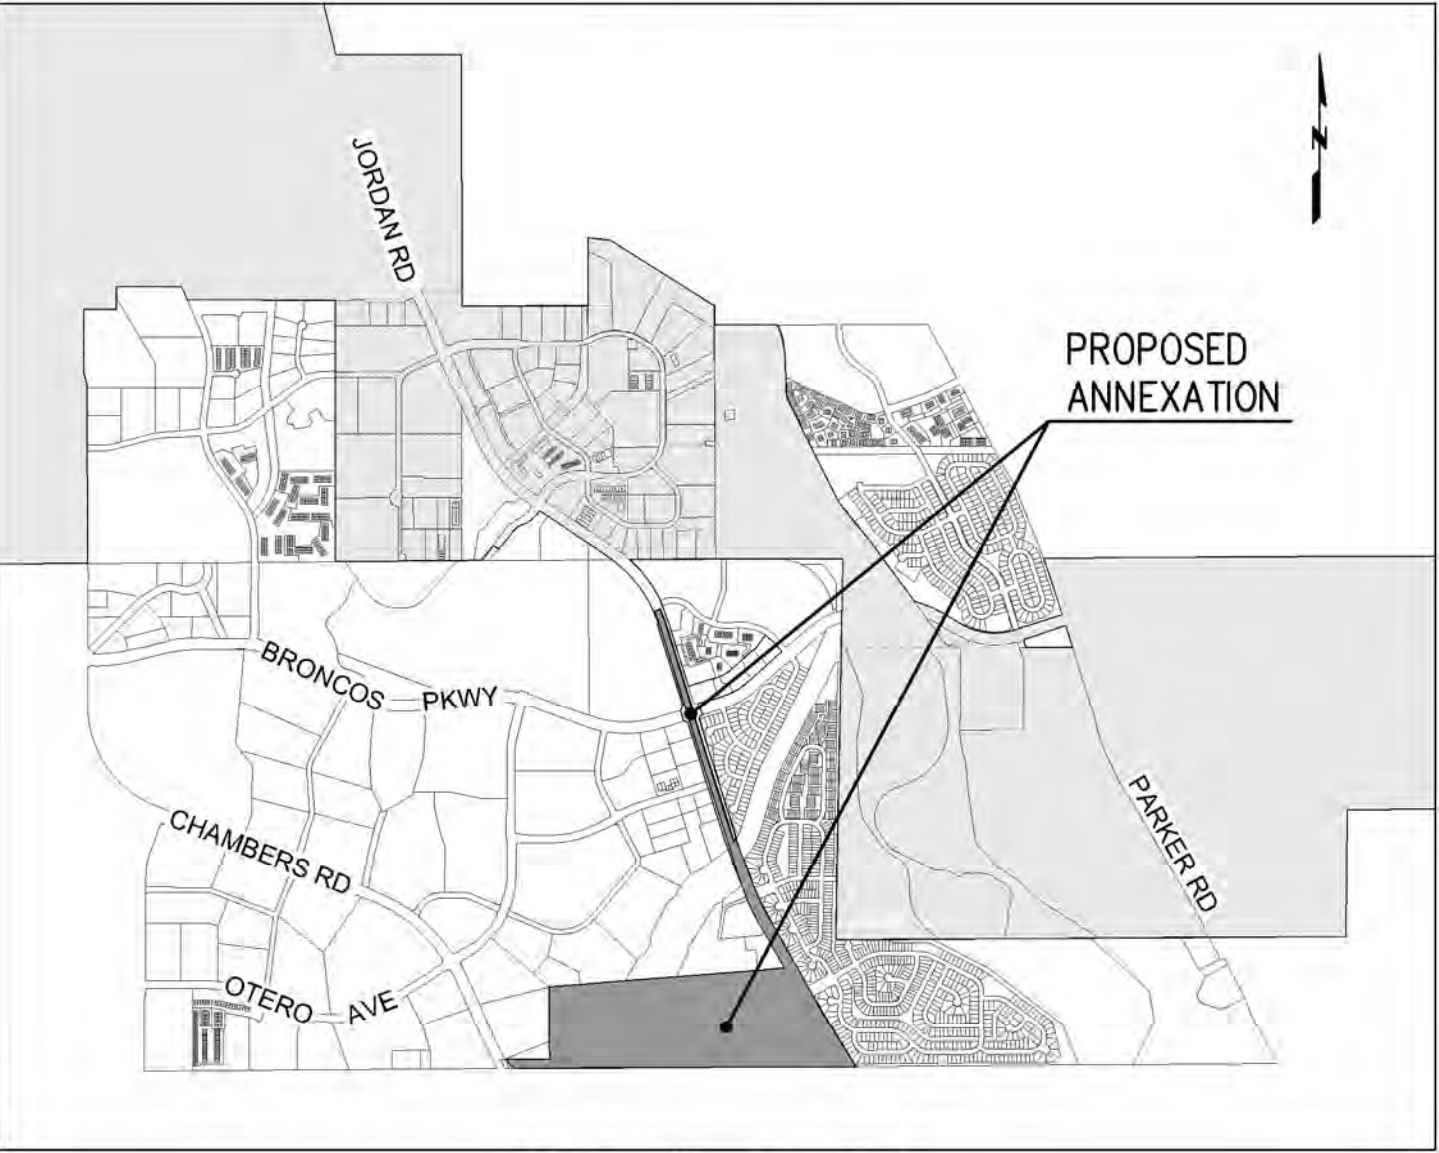 N
JORDAN RD
PROPOSED
ANNEXATION
BRONCOS PKWY
PARKER RD
CHAMBERS RD
OTERO AVE